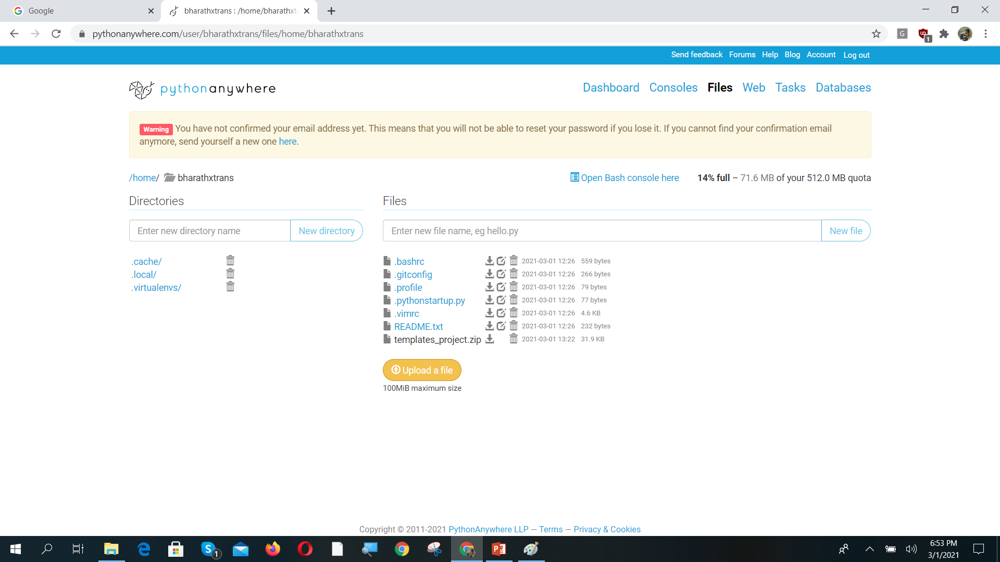 Google
bharathxtrans : /home/bharathxt
pythonanywhere.com/user/bharathxtrans/files/home/bharathxtrans
G
1
Send feedback Forums Help Blog Account Log out
pythonanywhere
Dashboard Consoles Files Web Tasks Databases
Warning You have not confirmed your email address yet. This means that you will not be able to reset your password if you lose it. If you cannot find your confirmation email
anymore, send yourself a new one here.
/home/ bharathxtrans
Open Bash console here
14% full – 71.6 MB of your 512.0 MB quota
Directories
Enter new directory name New directory
.cache/
.local/
.virtualenvs/
Files
Enter new file name, eg hello.py New file
.bashrc 2021-03-01 12:26 559 bytes
.gitconfig 2021-03-01 12:26 266 bytes
.profile 2021-03-01 12:26 79 bytes
.pythonstartup.py 2021-03-01 12:26 77 bytes
.vimrc 2021-03-01 12:26 4.6 KB
README.txt 2021-03-01 12:26 232 bytes
templates_project.zip 2021-03-01 13:22 31.9 KB
Upload a file
100MiB maximum size
Copyright © 2011-2021 PythonAnywhere LLP — Terms — Privacy & Cookies
S 1
6:53 PM
3/1/2021